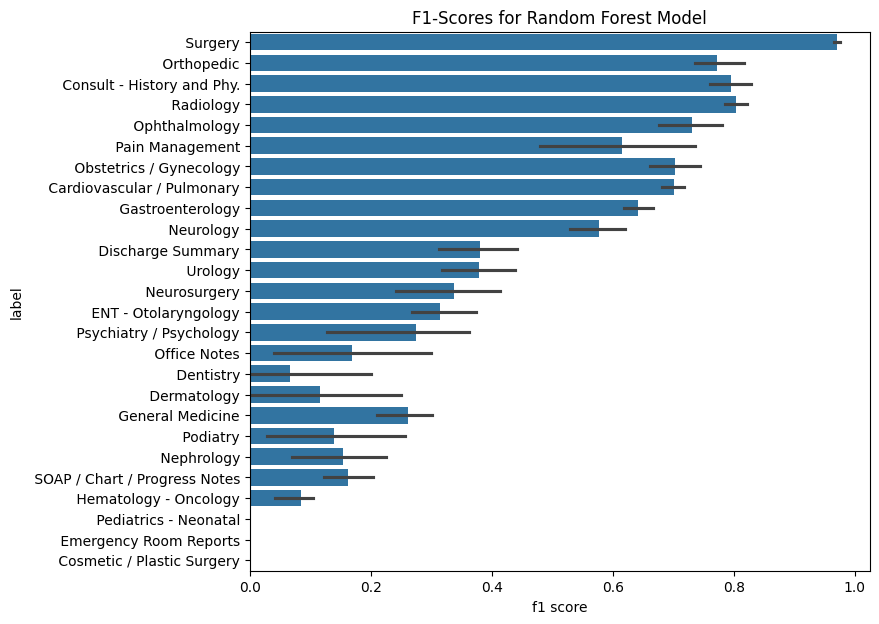 F1-Scores for Random Forest Model
Surgery
Orthopedic
Consult - History and Phy.
Radiology
Ophthalmology
Pain Management
Obstetrics / Gynecology
Cardiovascular / Pulmonary
Gastroenterology
Neurology
Discharge Summary
Urology
Neurosurgery
ENT - Otolaryngology
Psychiatry / Psychology
Office Notes
Dentistry
Dermatology
General Medicine
Podiatry
Nephrology
SOAP / Chart / Progress Notes
Hematology - Oncology
Pediatrics - Neonatal
Emergency Room Reports
Cosmetic / Plastic Surgery
label
0.0 0.2 0.4 0.6 0.8 1.0
f1 score